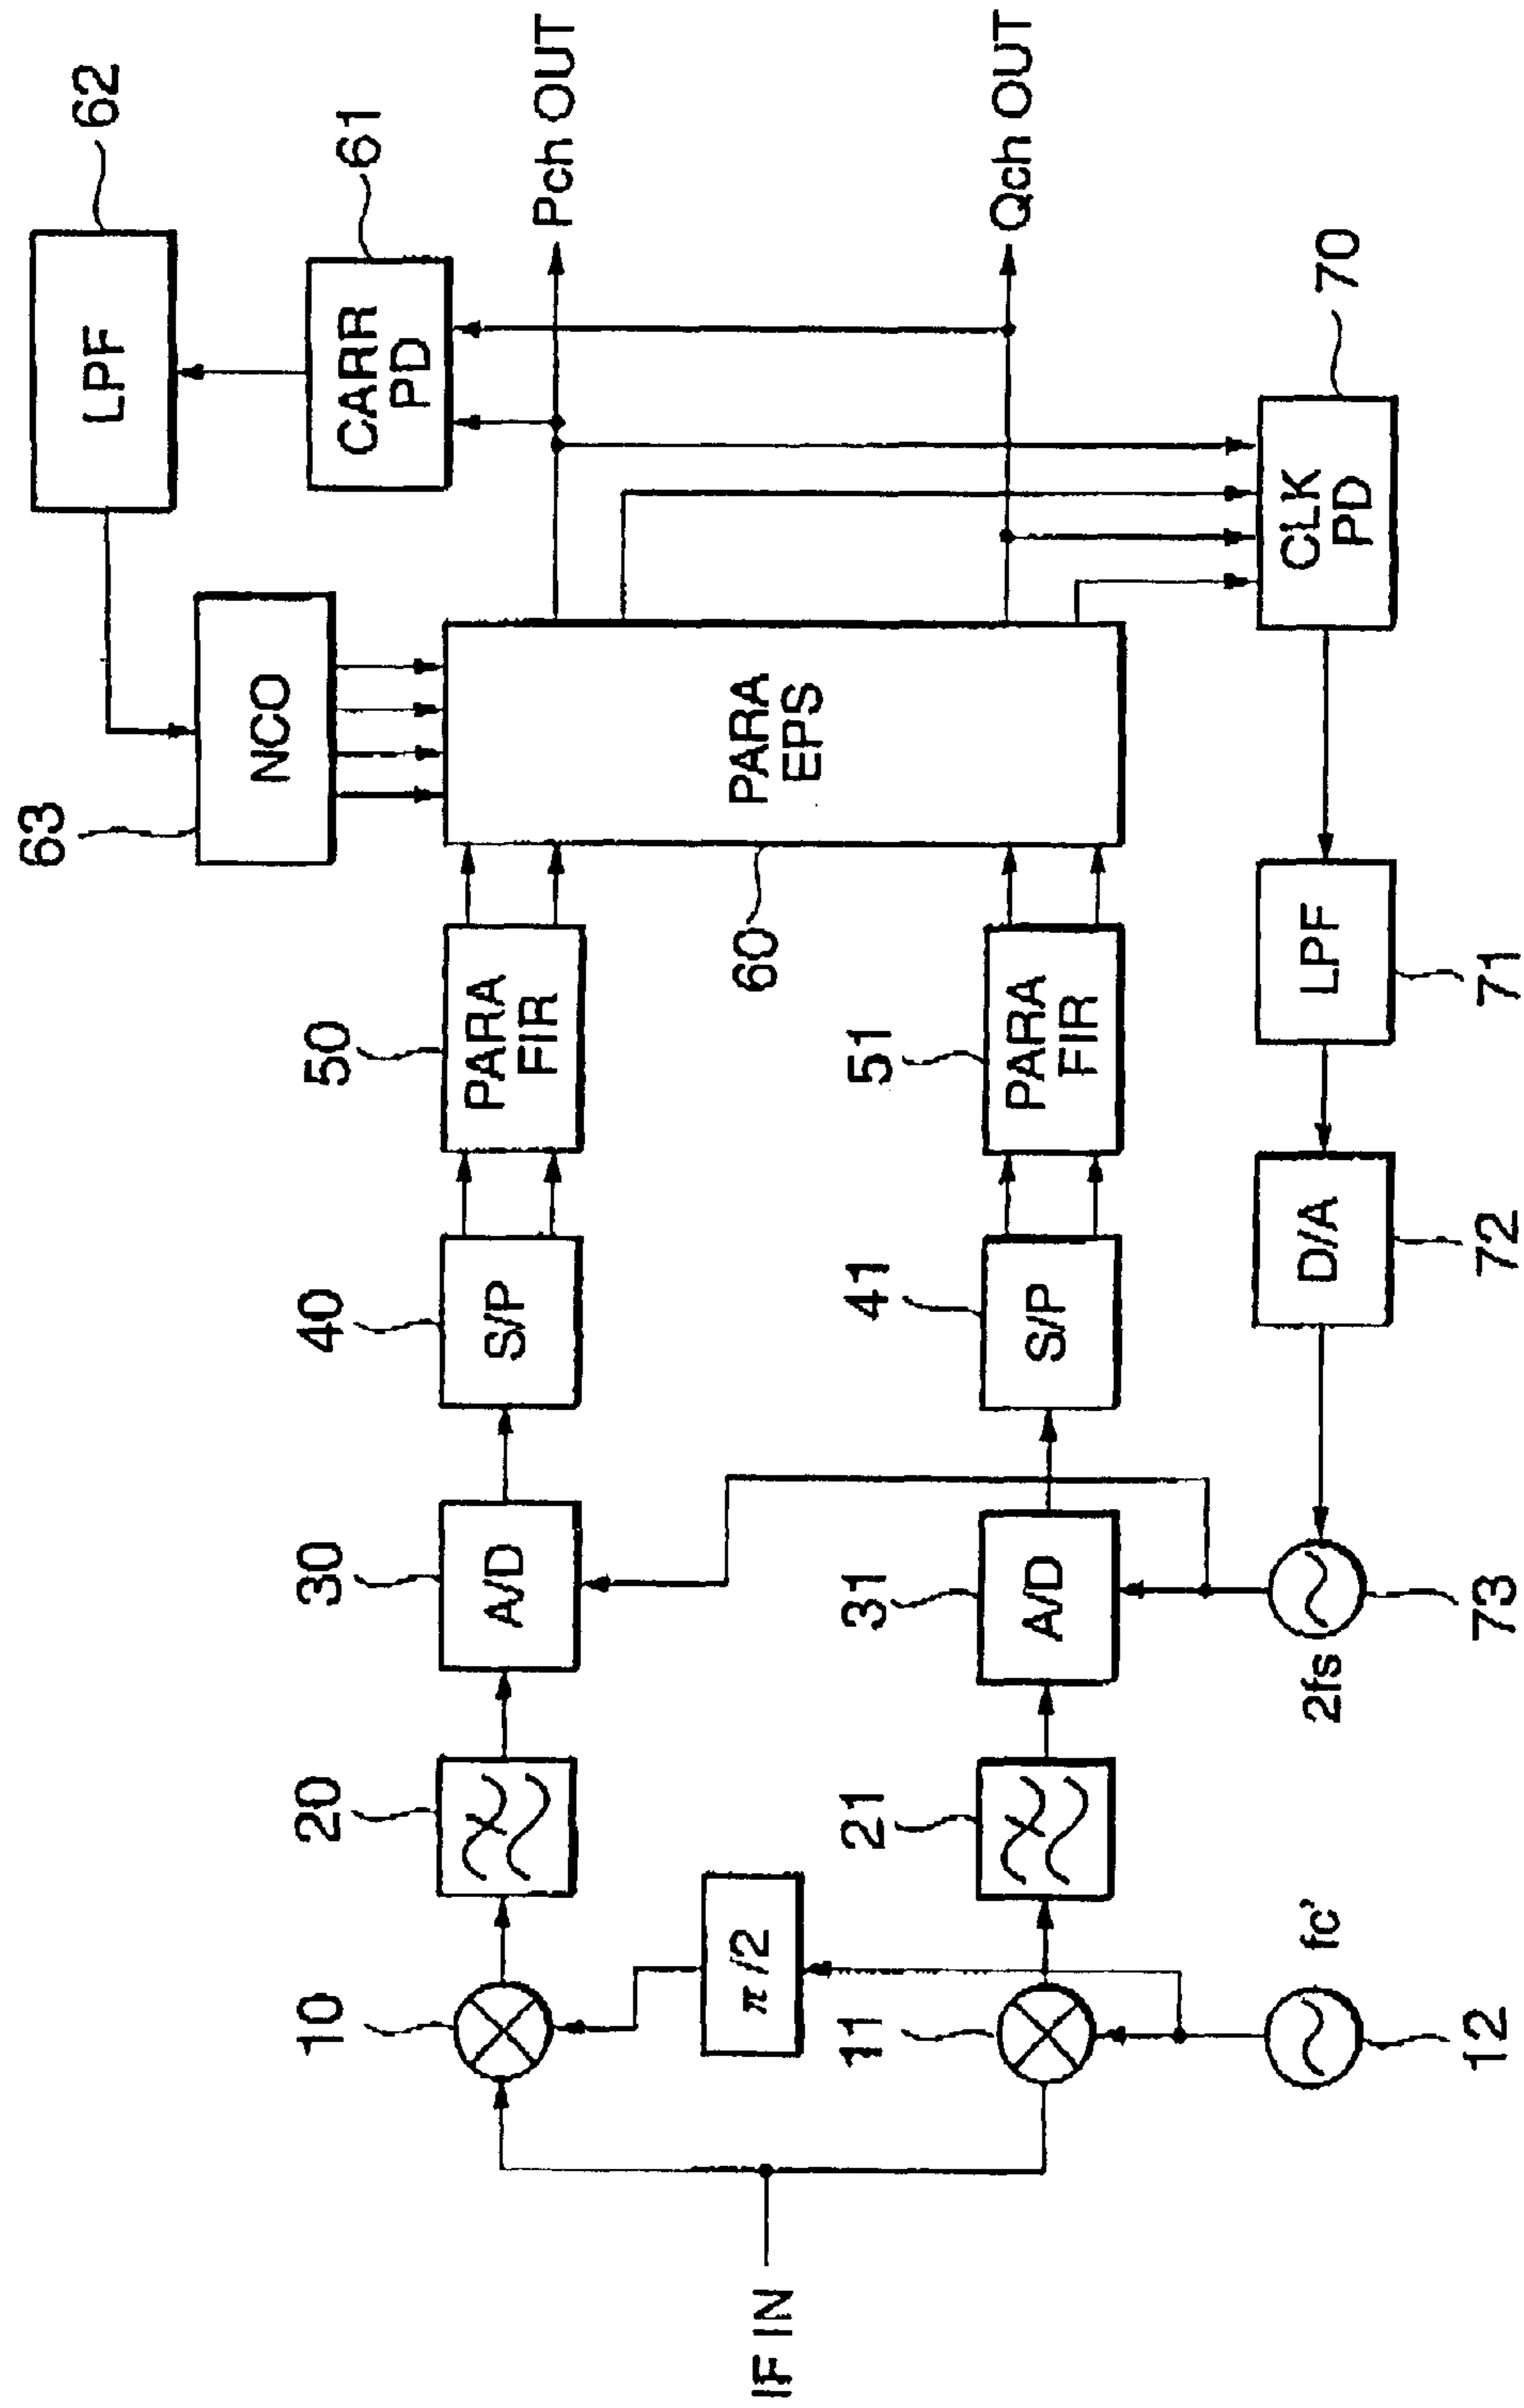 62
LPF
61
CARR
PD
Pch OUT
63
NCO
PARA
EPS
60
Qch OUT
IF IN
10
20
30
A/D
40
S/P
50
PARA
FIR
π/2
11
21
31
A/D
41
S/P
51
PARA
FIR
CLK
PD
70
fc'
12
2fs
73
D/A
72
LPF
71